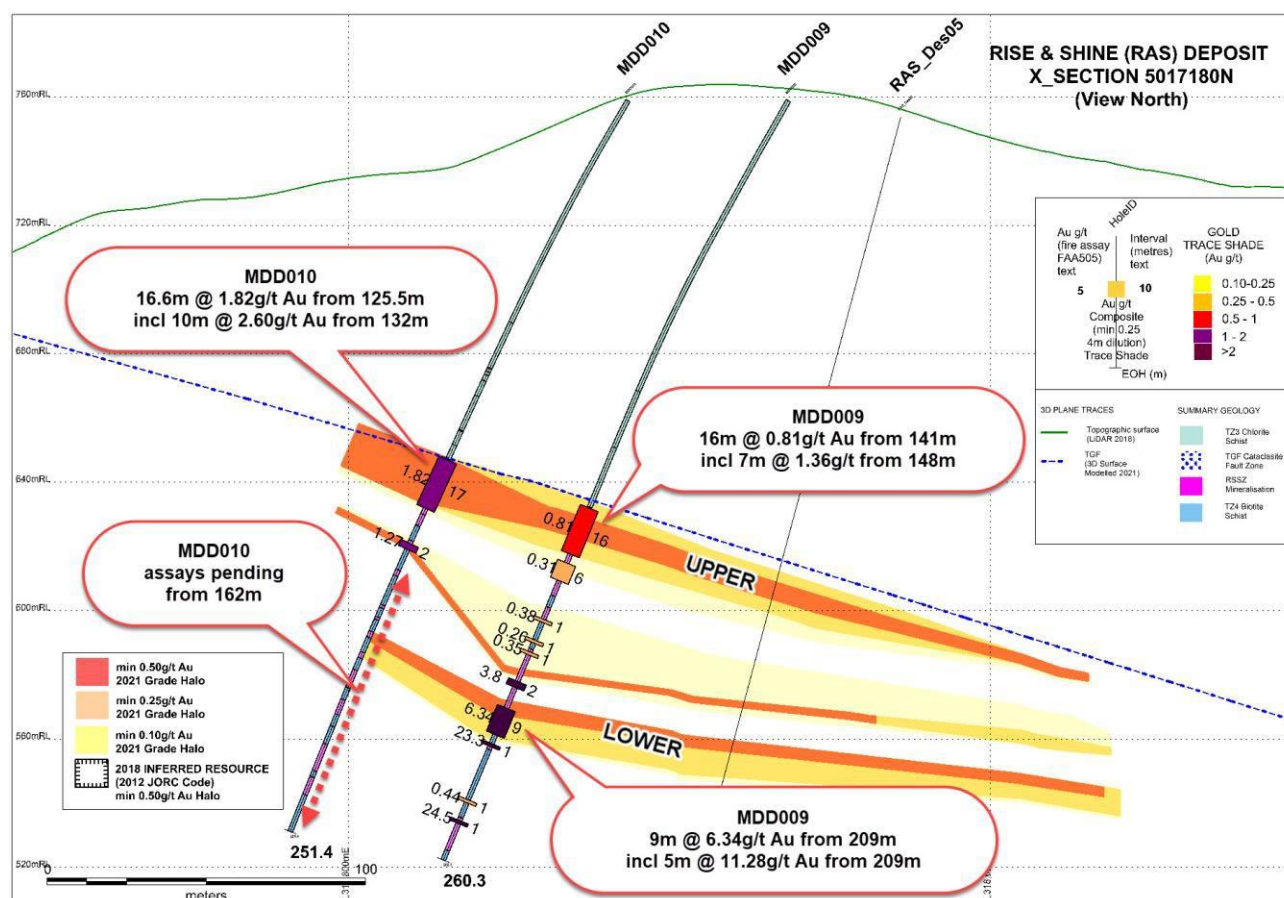 MDD010
MDD009
RAS_Des05
RISE & SHINE (RAS) DEPOSIT
X_SECTION 5017180N
(View North)
760mRL
720mRL
680mRL
640mRL
600mRL
560mRL
520mRL
Au g/t
(fire assay
FAA505)
text
5
HoleID
Interval
(metres)
text
10
Au g/t
Composite
(min 0.25
4m dilution)
Trace Shade
EOH (m)
GOLD
TRACE SHADE
(Au g/t)
0.10-0.25
0.25 - 0.5
0.5 - 1
1 - 2
>2
3D PLANE TRACES
Topographic surface
(LiDAR 2018)
TGF
(3D Surface
Modelled 2021)
SUMMARY GEOLOGY
TZ3 Chlorite
Schist
TGF Cataclasite
Fault Zone
RSSZ
Mineralisation
TZ4 Biotite
Schist
MDD010
16.6m @ 1.82g/t Au from 125.5m
incl 10m @ 2.60g/t Au from 132m
MDD009
16m @ 0.81g/t Au from 141m
incl 7m @ 1.36g/t from 148m
1.82
17
0.81
16
1.27
2
0.31
6
UPPER
MDD010
assays pending
from 162m
0.38
1
0.26
1
0.35
1
3.8
2
6.34
9
23.3
1
LOWER
0.44
1
24.5
1
min 0.50g/t Au
2021 Grade Halo
min 0.25g/t Au
2021 Grade Halo
min 0.10g/t Au
2021 Grade Halo
2018 INFERRED RESOURCE
(2012 JORC Code)
min 0.50g/t Au Halo
MDD009
9m @ 6.34g/t Au from 209m
incl 5m @ 11.28g/t Au from 209m
251.4
260.3
0
100
meters